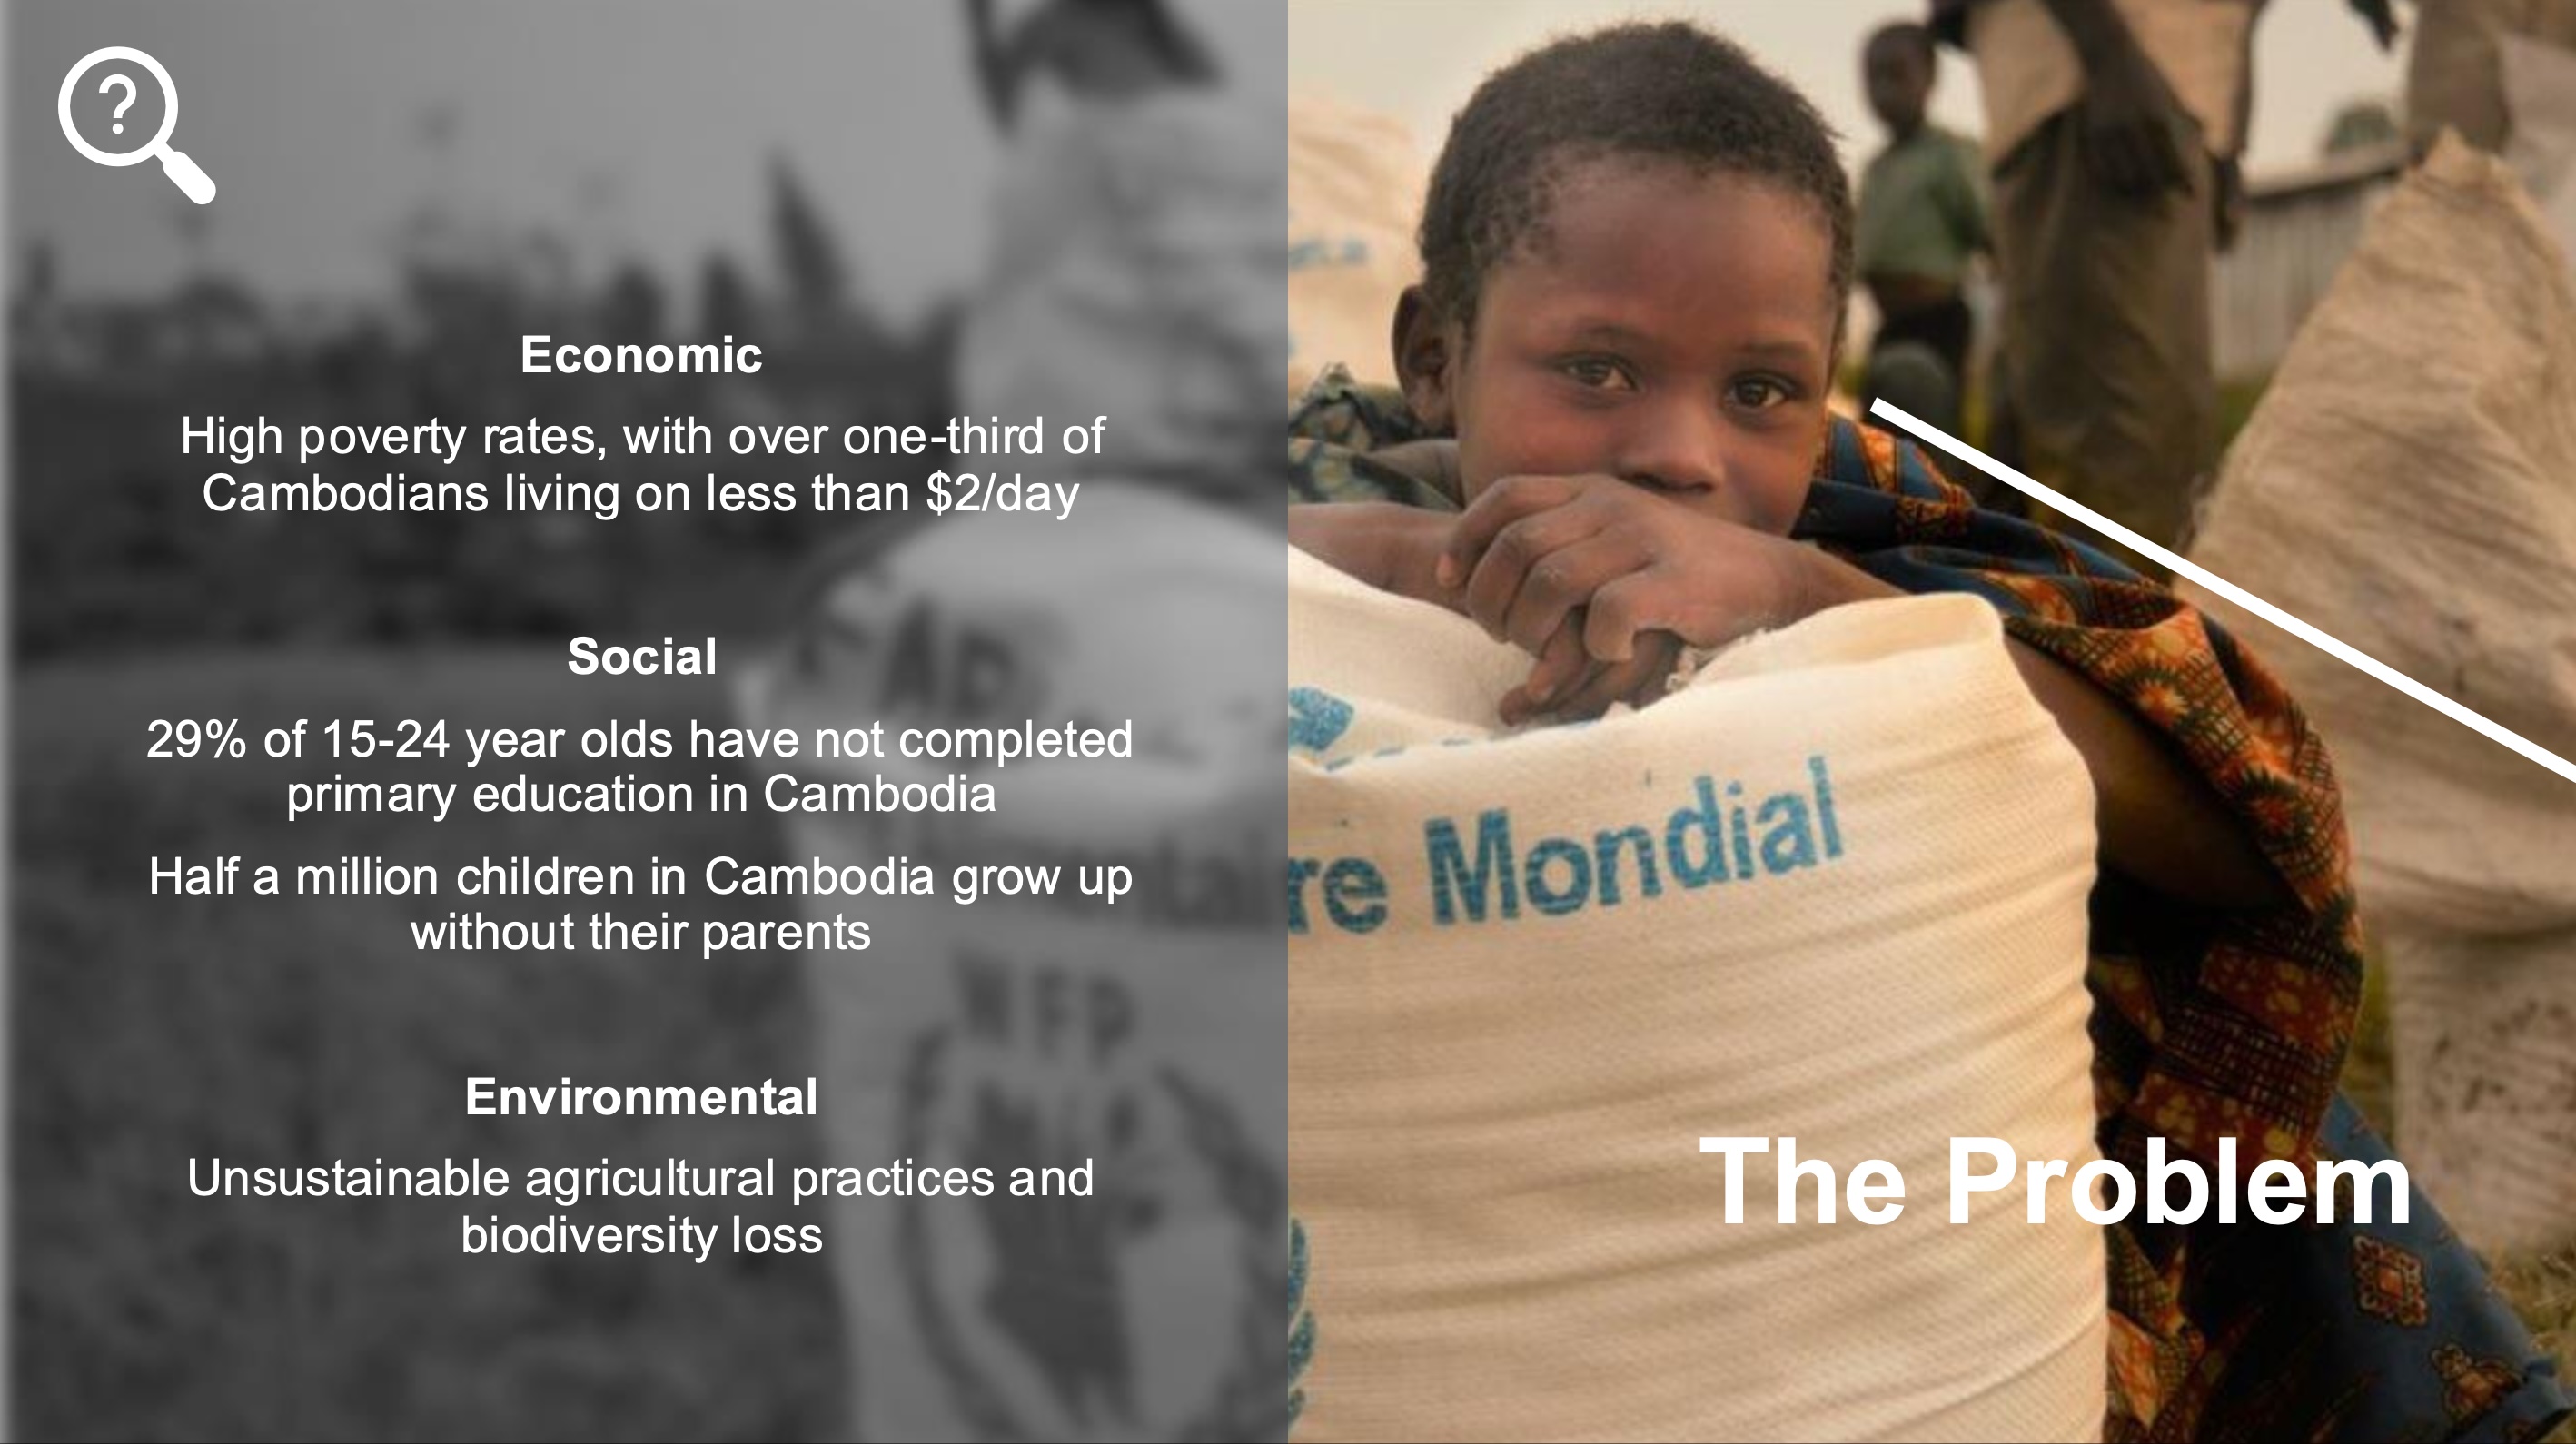 ?
Economic
High poverty rates, with over one-third of
Cambodians living on less than $2/day
Social
29% of 15-24 year olds have not completed
primary education in Cambodia
Half a million children in Cambodia grow up
without their parents
Environmental
Unsustainable agricultural practices and
biodiversity loss
re Mondial
The Problem
WFP